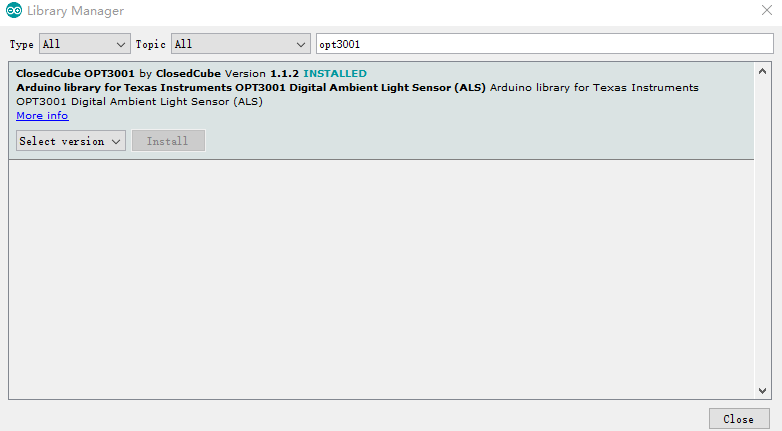 Library Manager
Type All Topic All opt3001
ClosedCube OPT3001 by ClosedCube Version 1.1.2 INSTALLED
Arduino library for Texas Instruments OPT3001 Digital Ambient Light Sensor (ALS) Arduino library for Texas Instruments
OPT3001 Digital Ambient Light Sensor (ALS)
More info
Select version Install
Close